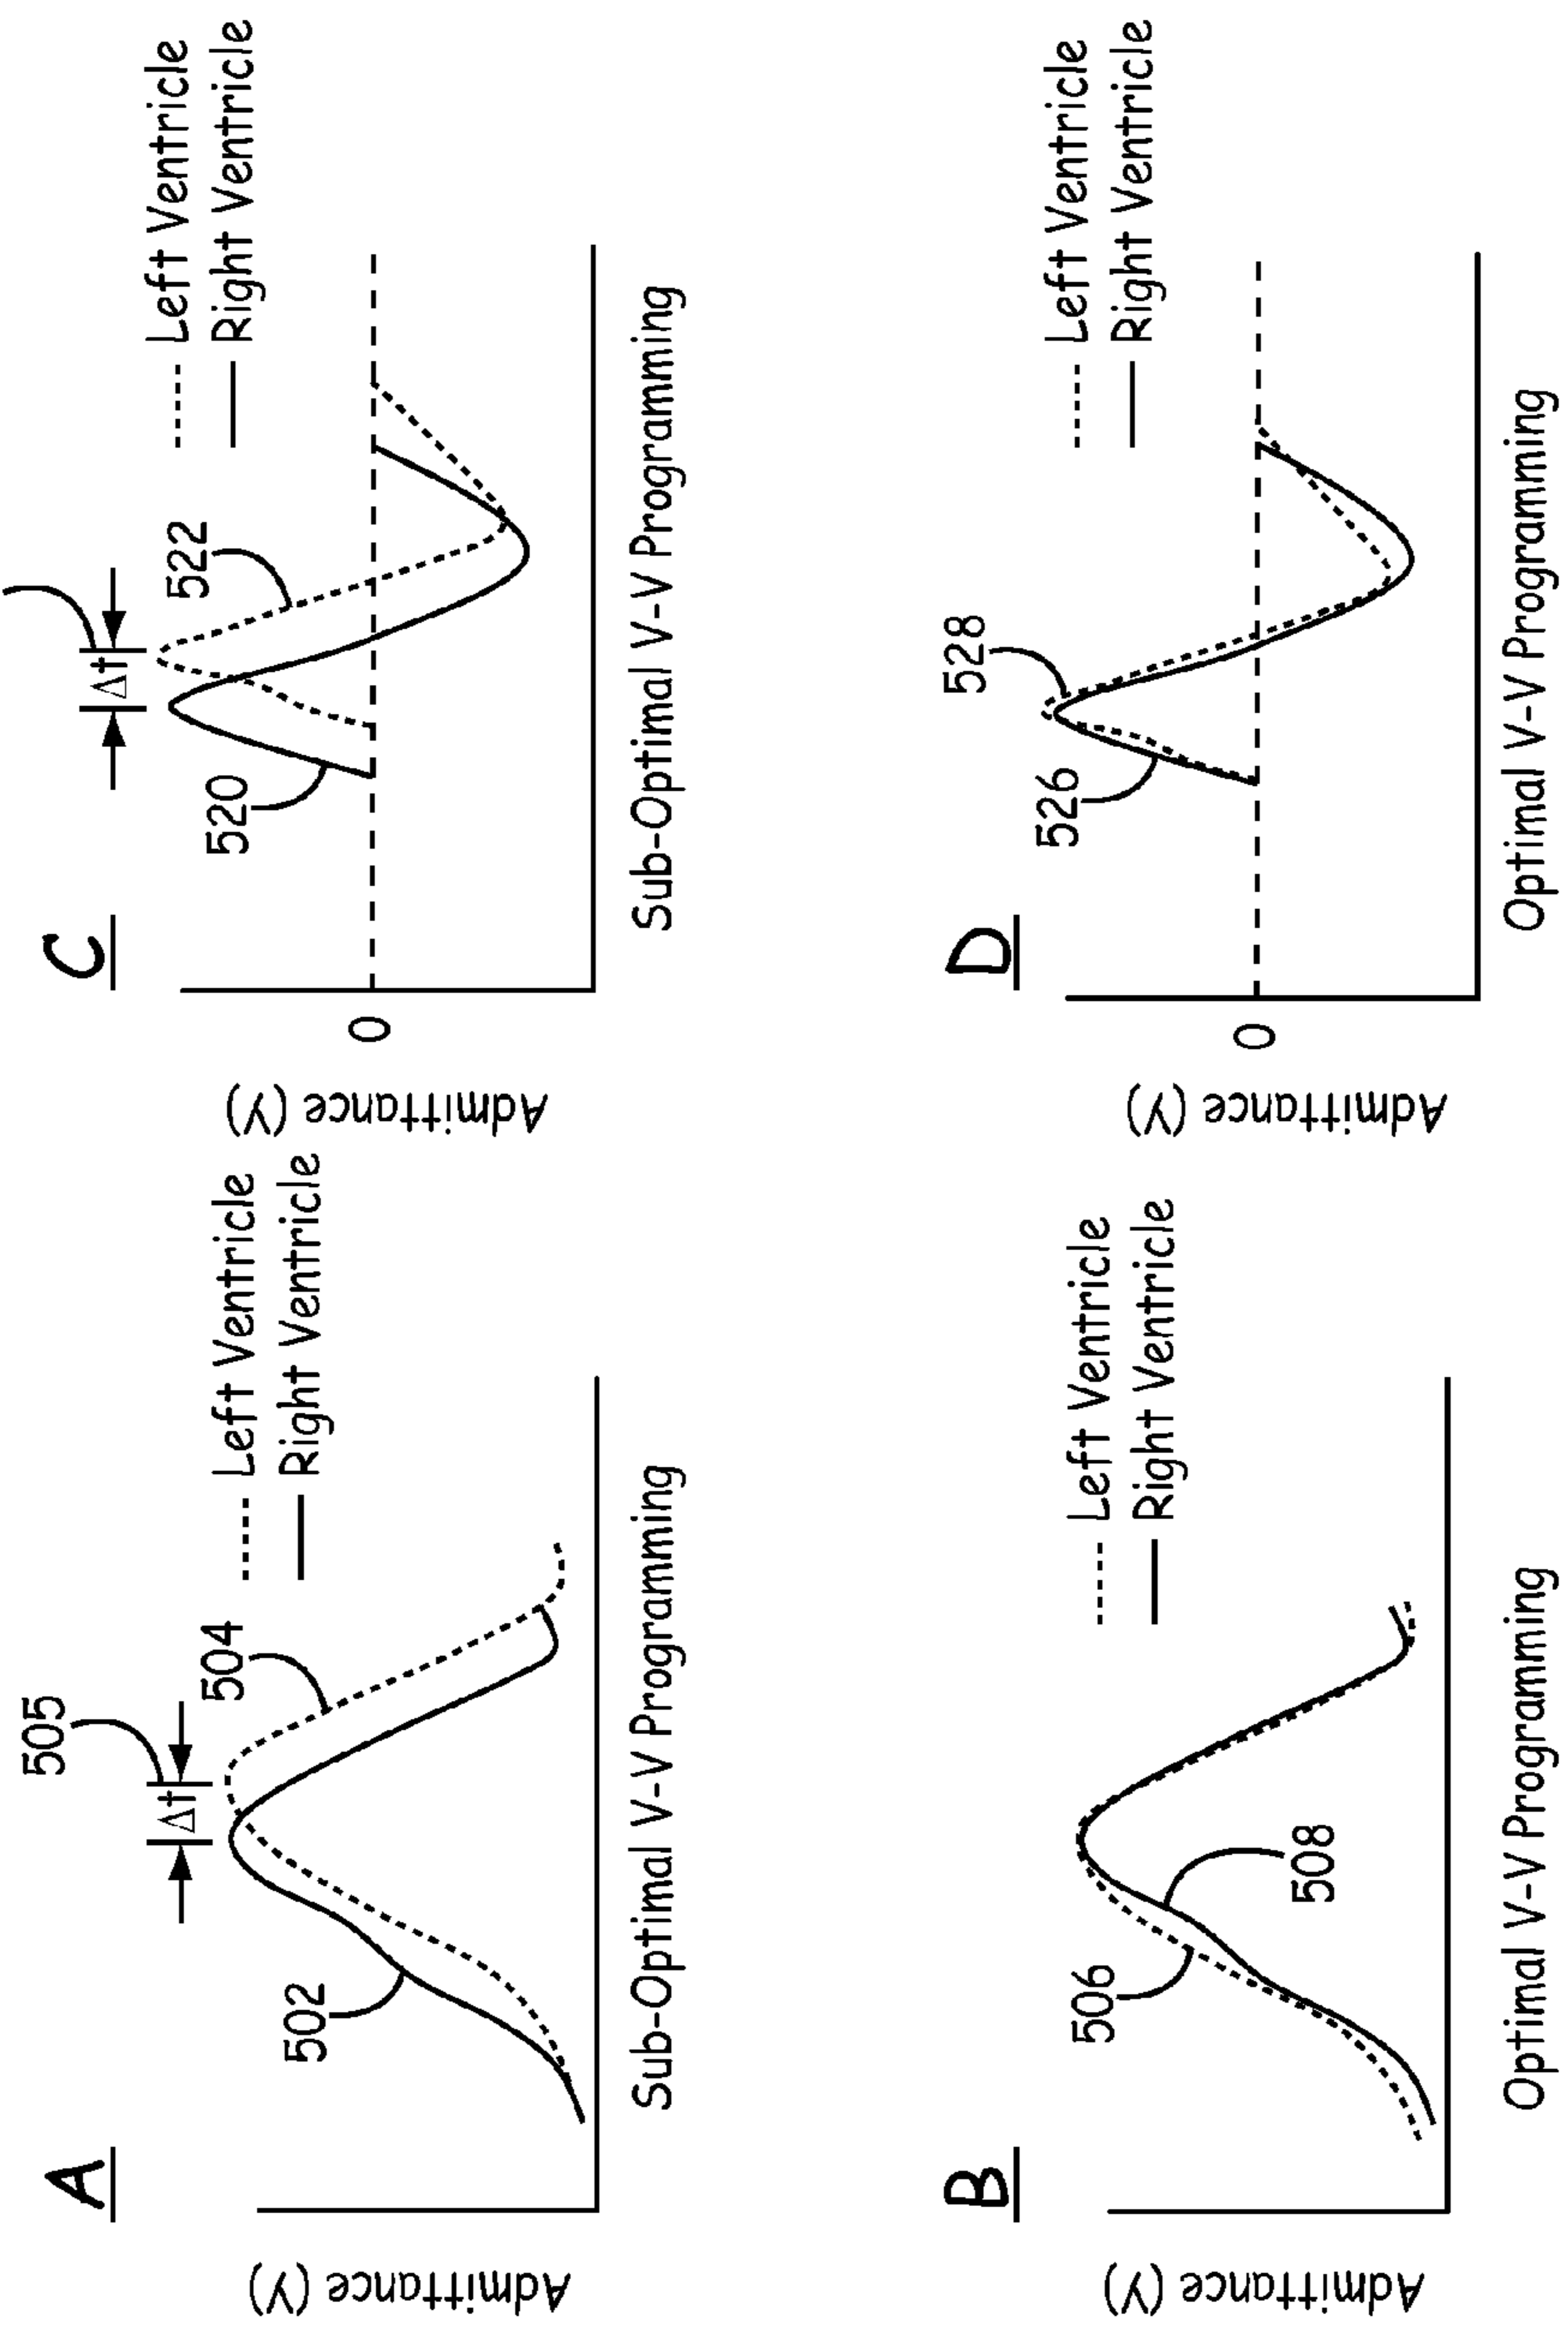 A
505
Δt
504
502
Left Ventricle
Right Ventricle
Admittance (Y)
Sub-Optimal V-V Programming
C
Δt
522
520
Left Ventricle
Right Ventricle
0
Admittance (Y)
Sub-Optimal V-V Programming
B
506
508
Left Ventricle
Right Ventricle
Admittance (Y)
Optimal V-V Programming
D
528
526
Left Ventricle
Right Ventricle
0
Admittance (Y)
Optimal V-V Programming